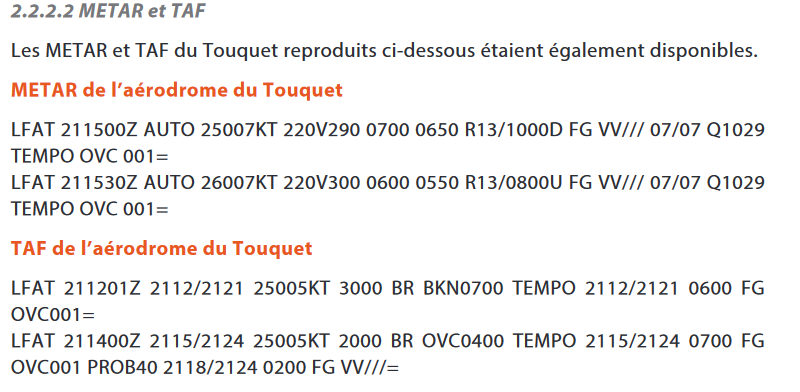 2.2.2.2 METAR et TAF
Les METAR et TAF du Touquet reproduits ci-dessous étaient également disponibles.
METAR de l’aérodrome du Touquet
LFAT 211500Z AUTO 25007KT 220V290 0700 0650 R13/1000D FG VV/// 07/07 Q1029
TEMPO OVC 001=
LFAT 211530Z AUTO 26007KT 220V300 0600 0550 R13/0800U FG VV/// 07/07 Q1029
TEMPO OVC 001=
TAF de l’aérodrome du Touquet
LFAT 211201Z 2112/2121 25005KT 3000 BR BKN0700 TEMPO 2112/2121 0600 FG
OVC001=
LFAT 211400Z 2115/2124 25005KT 2000 BR OVC0400 TEMPO 2115/2124 0700 FG
OVC001 PROB40 2118/2124 0200 FG VV///=